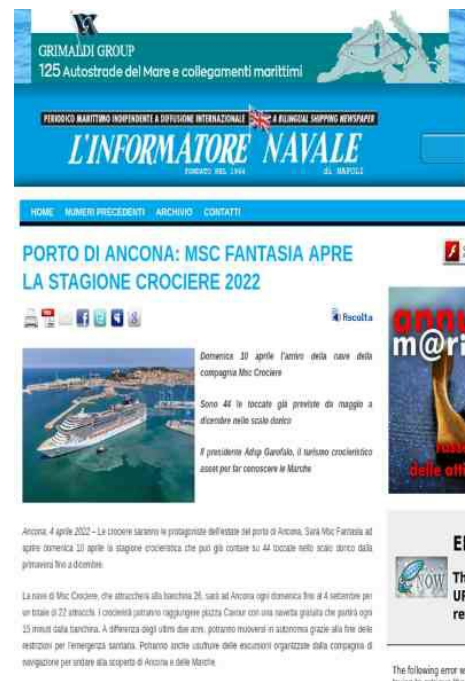 GRIMALDI GROUP
125 Autostrade del Mare e collegamenti marittimi
PERIODICO MARITTIMO INDIPENDENTE A DIFFUSIONE INTERNAZIONALE
A BILINGUAL SHIPPING NEWSPAPER
L'INFORMATORE NAVALE
FONDATO NEL 1964
di NAPOLI
HOME NUMERI PRECEDENTI ARCHIVIO CONTATTI
PORTO DI ANCONA: MSC FANTASIA APRE
LA STAGIONE CROCIERE 2022
Ascolta
m@ri
Domenica 10 aprile l'arrivo della nave della
compagnia Msc Crociere
Sono 44 le toccate già previste da maggio a
dicembre nello scalo dorico
Il presidente Adsp Garofalo, il turismo crocieristico
asset per far conoscere le Marche
delle atti
Ancona, 4 aprile 2022 – Le crociere saranno le protagoniste dell'estate del porto di Ancona. Sarà Msc Fantasia ad
aprire domenica 10 aprile la stagione crocieristica che può già contare su 44 toccate nello scalo dorico dalla
primavera fino a dicembre.
La nave di Msc Crociere, che attraccherà alla banchina 26, sarà ad Ancona ogni domenica fino al 4 settembre per
un totale di 22 attracchi. I crocieristi potranno raggiungere piazza Cavour con una navetta gratuita che partirà ogni
15 minuti dalla banchina. A differenza degli ultimi due anni, potranno muoversi in autonomia grazie alla fine delle
restrizioni per l'emergenza sanitaria. Potranno anche usufruire delle escursioni organizzate dalla compagnia di
navigazione per andare alla scoperta di Ancona e delle Marche.
NOW
Th
UR
re
The following error w